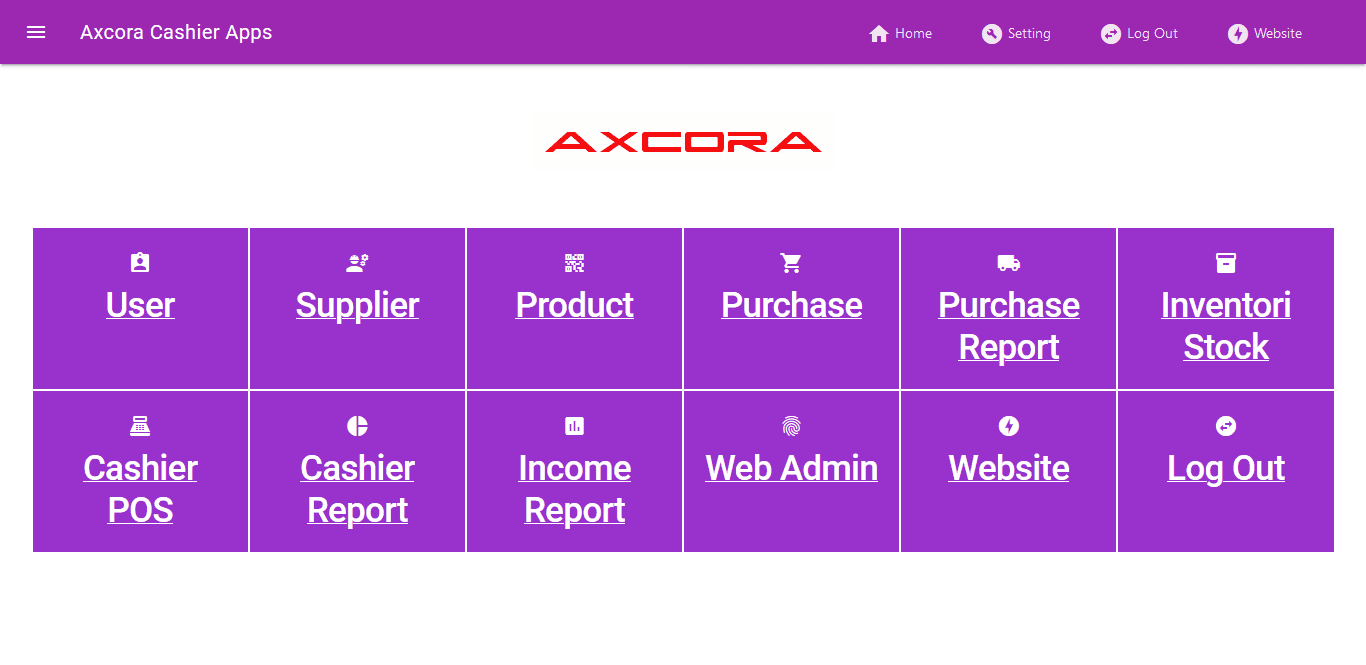 Axcora Cashier Apps
Home
Setting
Log Out
Website
AXCORA
User
Supplier
Product
Purchase
Purchase
Report
Inventori
Stock
Cashier
POS
Cashier
Report
Income
Report
Web Admin
Website
Log Out